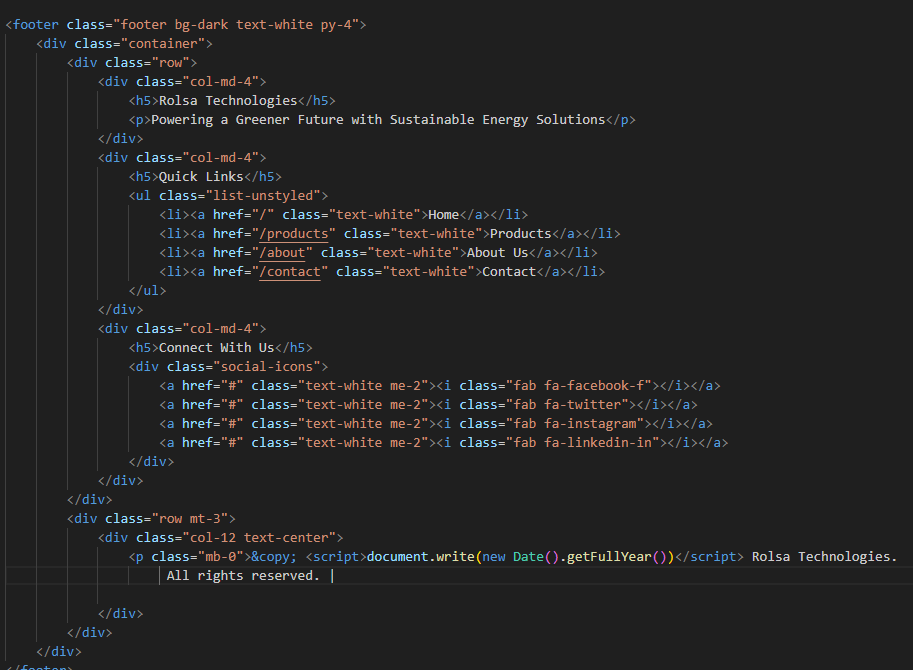 <footer class="footer bg-dark text-white py-4">
    <div class="container">
        <div class="row">
            <div class="col-md-4">
                <h5>Rolsa Technologies</h5>
                <p>Powering a Greener Future with Sustainable Energy Solutions</p>
            </div>
            <div class="col-md-4">
                <h5>Quick Links</h5>
                <ul class="list-unstyled">
                    <li><a href="/" class="text-white">Home</a></li>
                    <li><a href="/products" class="text-white">Products</a></li>
                    <li><a href="/about" class="text-white">About Us</a></li>
                    <li><a href="/contact" class="text-white">Contact</a></li>
                </ul>
            </div>
            <div class="col-md-4">
                <h5>Connect With Us</h5>
                <div class="social-icons">
                    <a href="#" class="text-white me-2"><i class="fab fa-facebook-f"></i></a>
                    <a href="#" class="text-white me-2"><i class="fab fa-twitter"></i></a>
                    <a href="#" class="text-white me-2"><i class="fab fa-instagram"></i></a>
                    <a href="#" class="text-white me-2"><i class="fab fa-linkedin-in"></i></a>
                </div>
            </div>
        </div>
        <div class="row mt-3">
            <div class="col-12 text-center">
                <p class="mb-0">&copy; <script>document.write(new Date().getFullYear())</script> Rolsa Technologies.
                    All rights reserved.
            </div>
        </div>
    </div>
</footer>